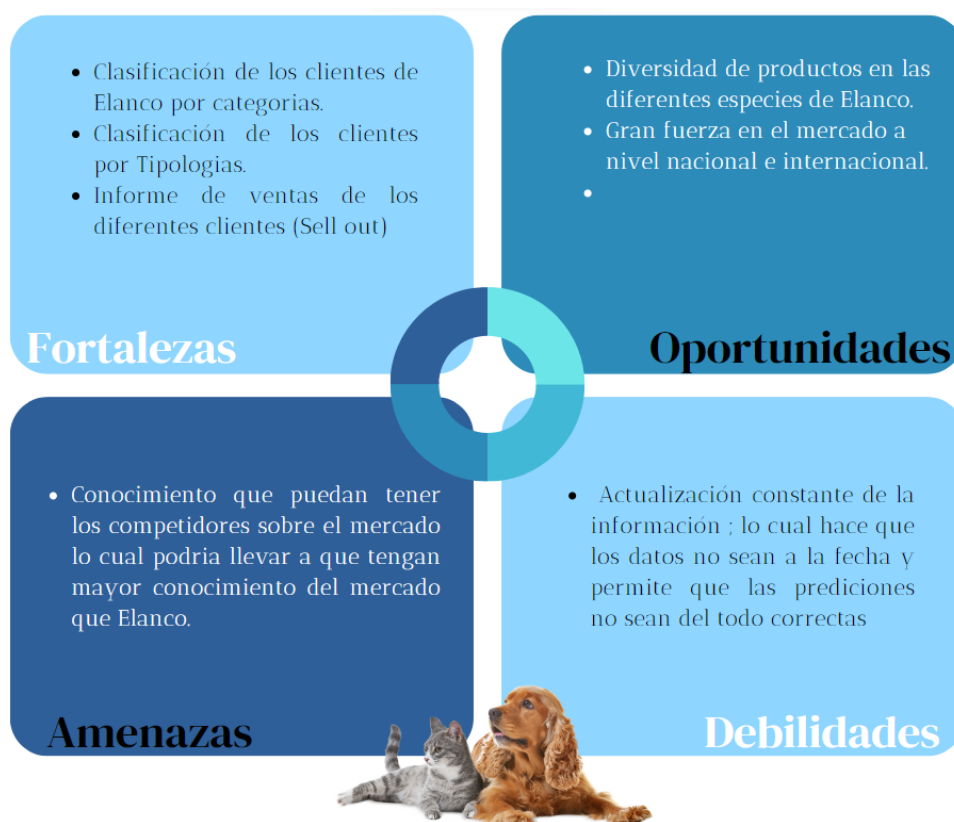 • Clasificación de los clientes de
Elanco por categorias.
• Clasificación de los clientes
por Tipologias.
• Informe de ventas de los
diferentes clientes (Sell out)
Fortalezas
• Diversidad de productos en las
diferentes especies de Elanco.
• Gran fuerza en el mercado a
nivel nacional e internacional.
•
Oportunidades
• Conocimiento que puedan tener
los competidores sobre el mercado
lo cual podria llevar a que tengan
mayor conocimiento del mercado
que Elanco.
Amenazas
• Actualización constante de la
información ; lo cual hace que
los datos no sean a la fecha y
permite que las prediciones
no sean del todo correctas
Debilidades